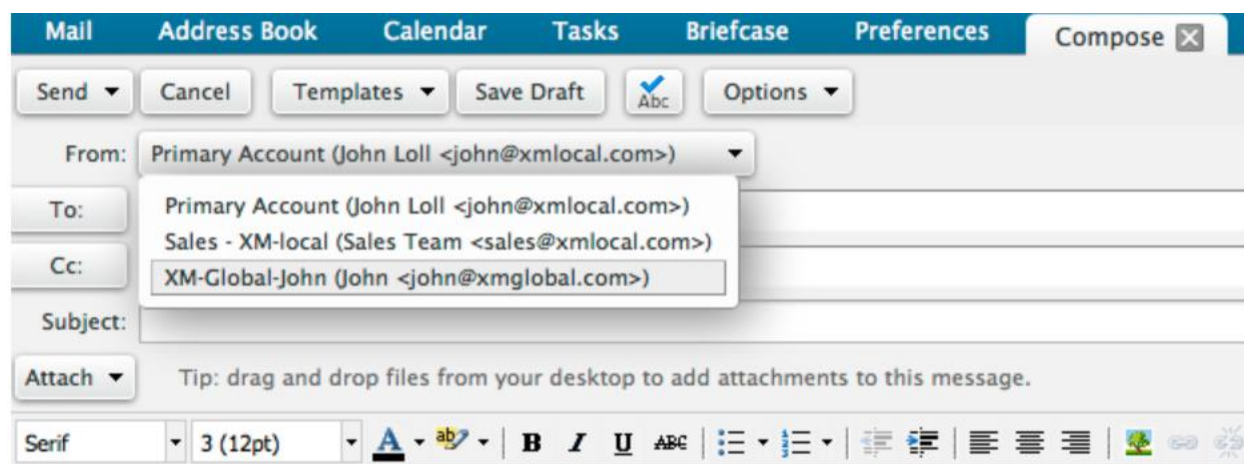 Mail Address Book Calendar Tasks Briefcase Preferences Compose
Send Cancel Templates Save Draft Abc Options
From: Primary Account (John Loll <john@xmlocal.com>)
To: Primary Account (John Loll <john@xmlocal.com>)
Sales - XM-local (Sales Team <sales@xmlocal.com>)
Cc: XM-Global-John (John <john@xmglobal.com>)
Subject:
Attach Tip: drag and drop files from your desktop to add attachments to this message.
Serif 3 (12pt) A ab B I U ABC